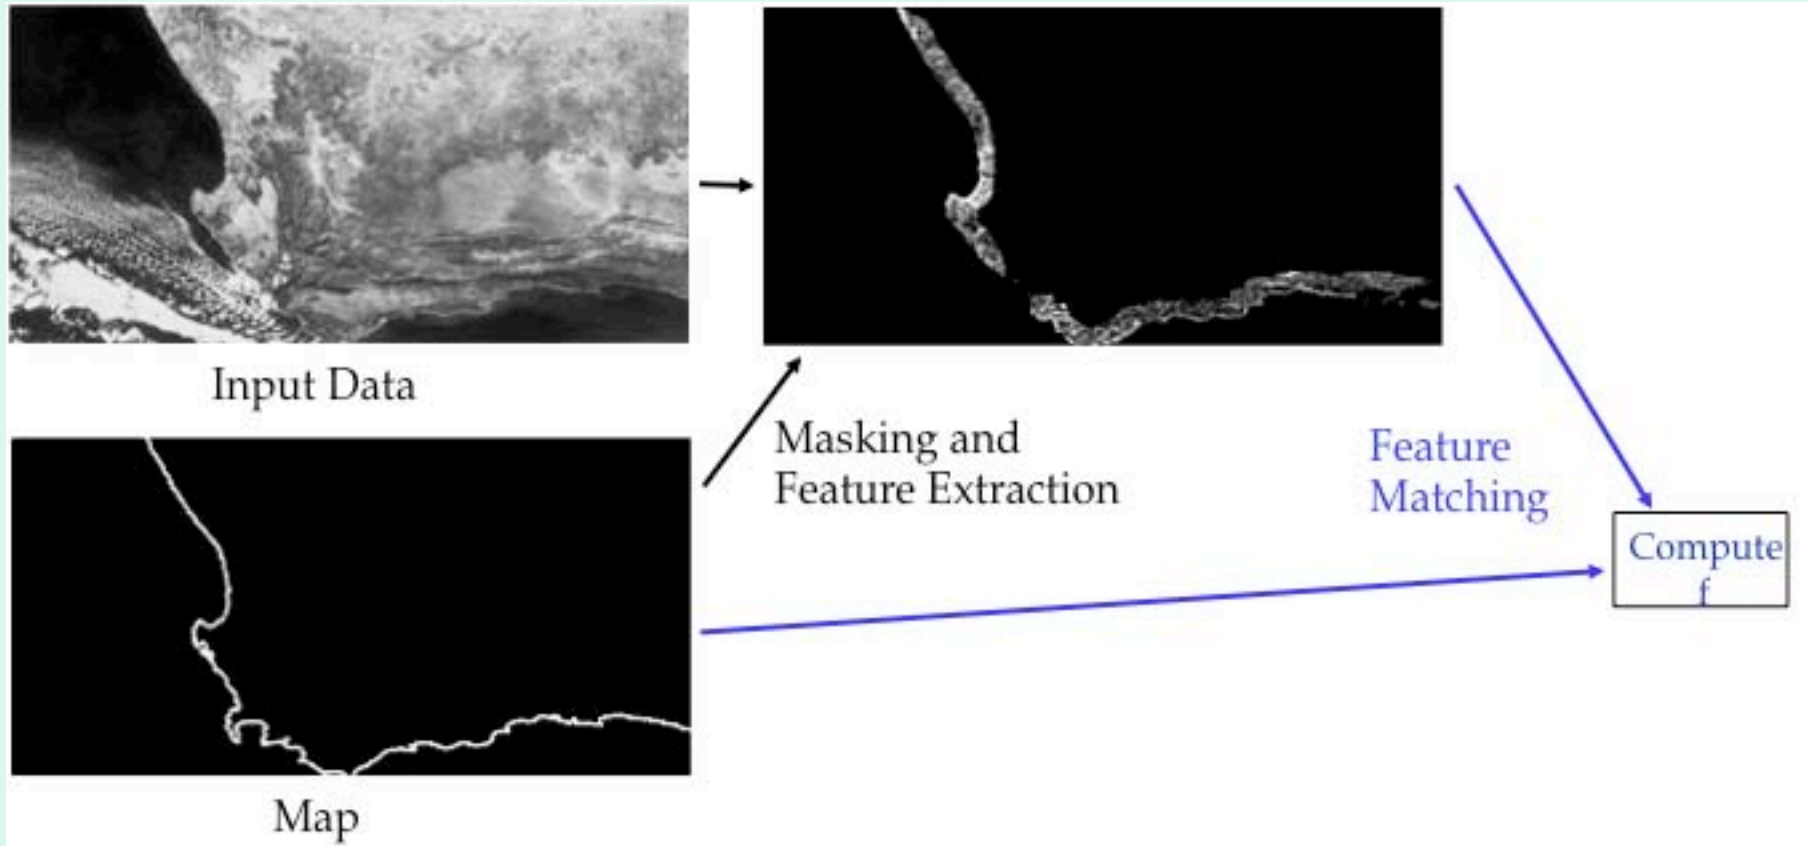 Input Data
Masking and
Feature Extraction
Feature
Matching
Compute
f
Map